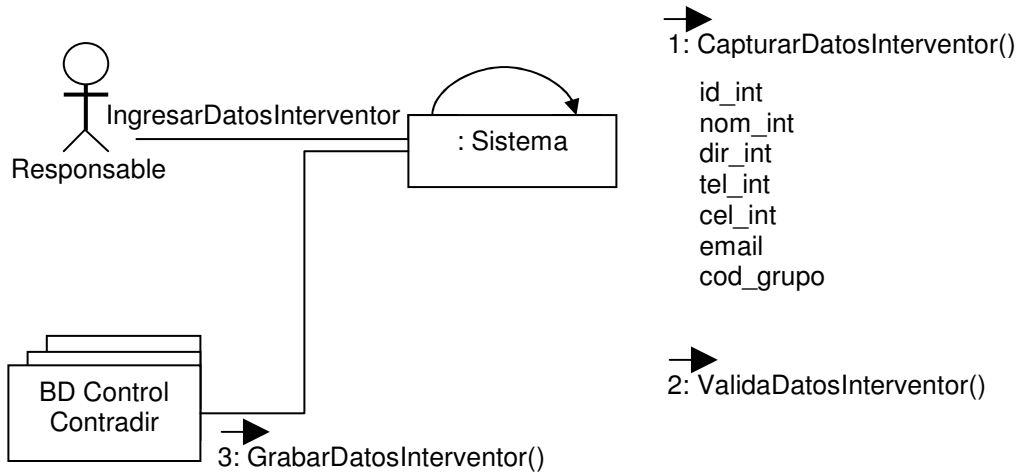 1: CapturarDatosInterventor()
id_int
nom_int
dir_int
tel_int
cel_int
email
cod_grupo
IngresarDatosInterventor
: Sistema
Responsable
BD Control
Contradir
2: ValidaDatosInterventor()
3: GrabarDatosInterventor()